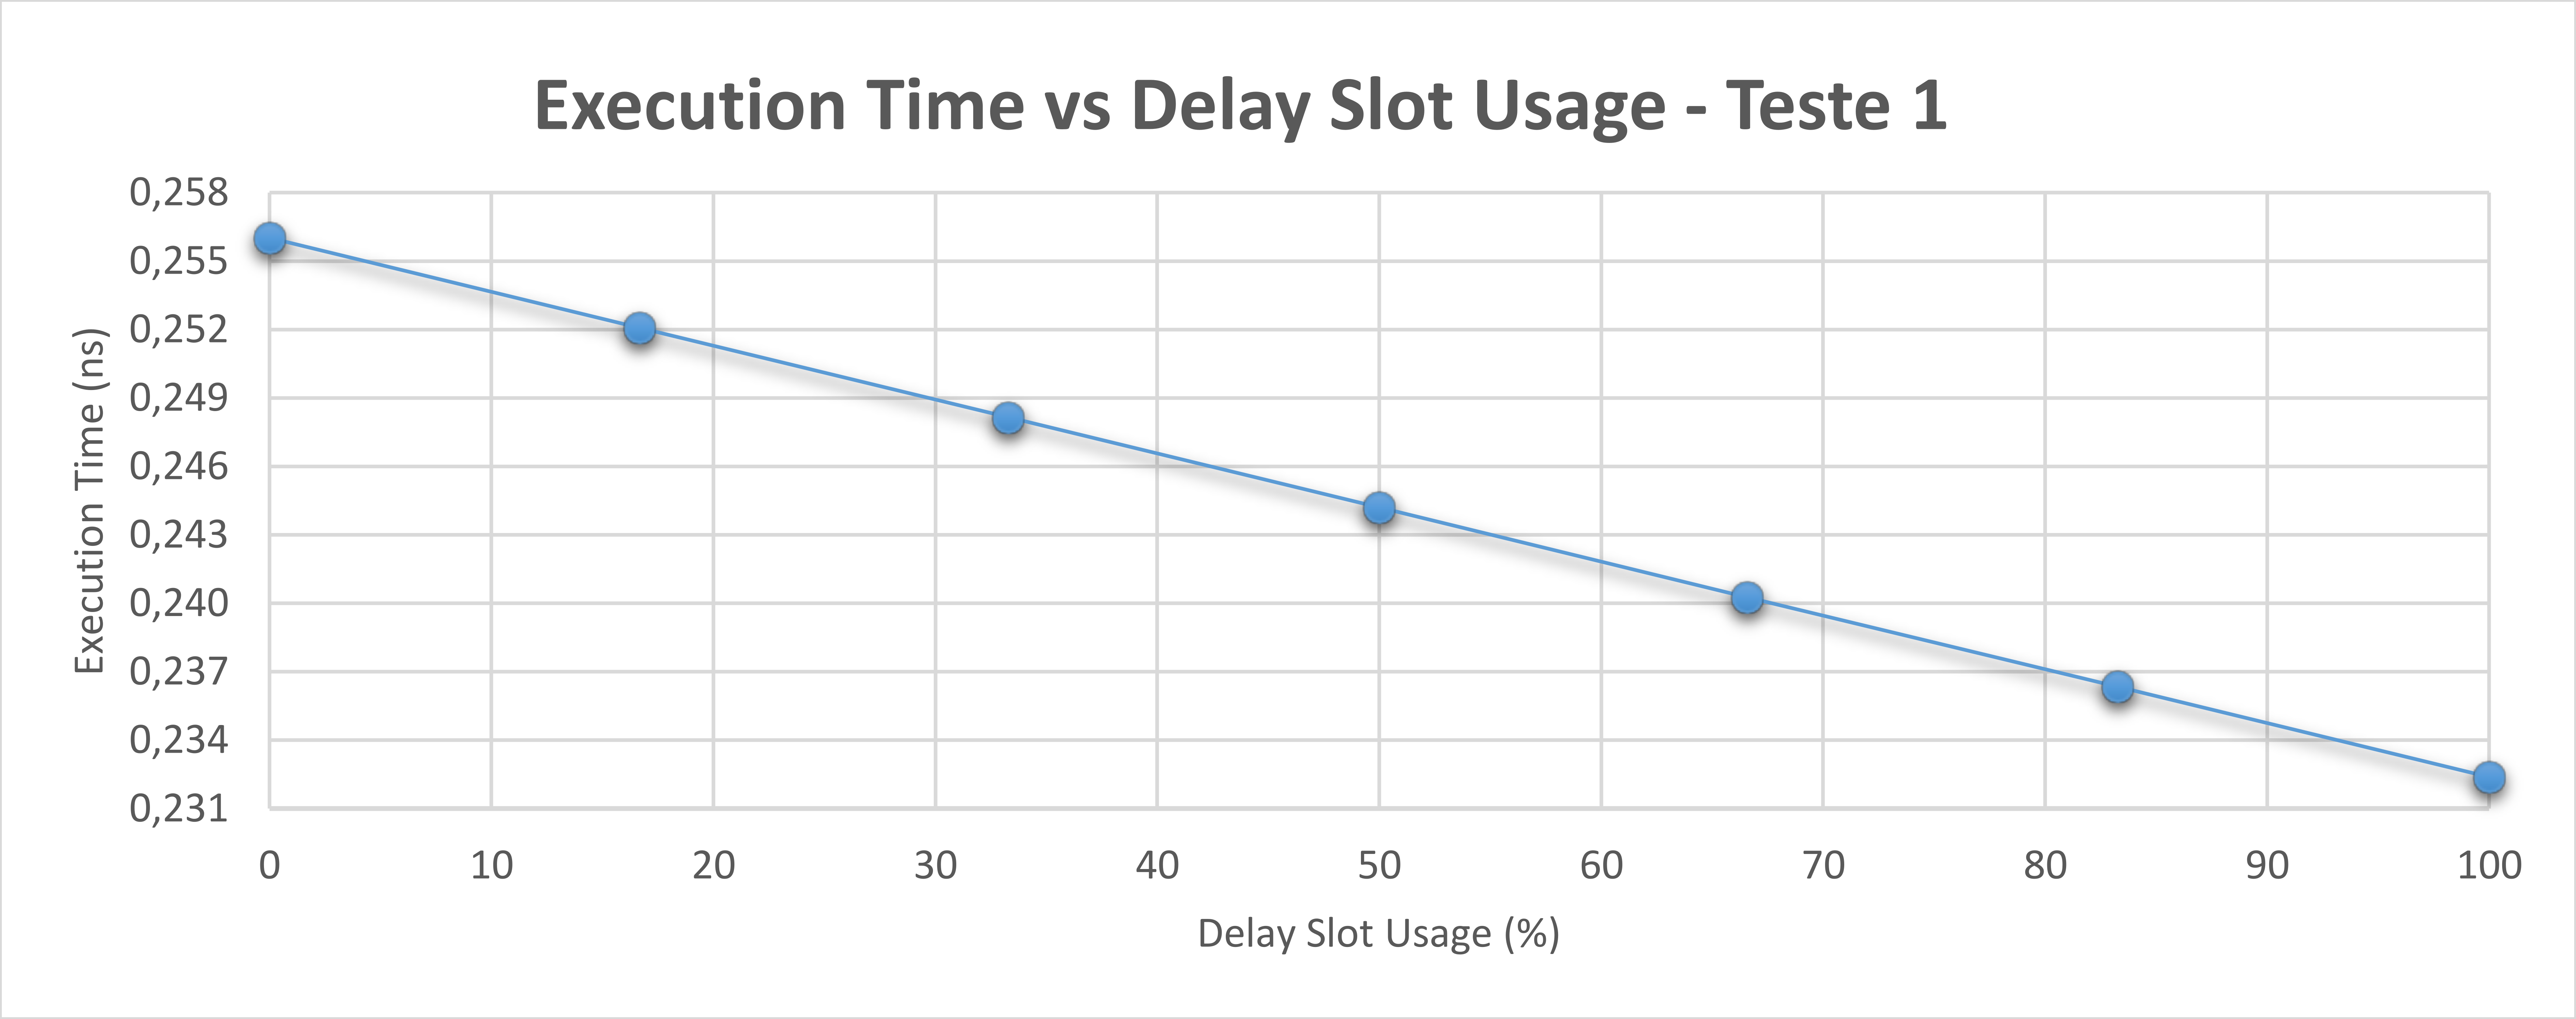 Execution Time vs Delay Slot Usage - Teste 1
0,258
0,255
0,252
0,249
0,246
0,243
0,240
0,237
0,234
0,231
Execution Time (ns)
0 10 20 30 40 50 60 70 80 90 100
Delay Slot Usage (%)